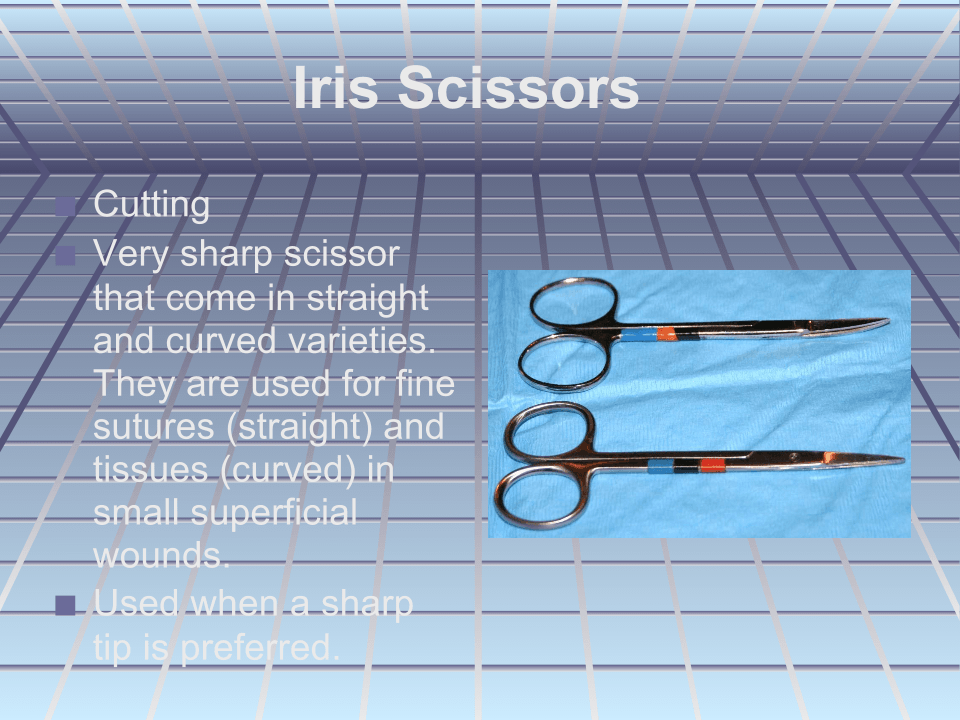 Iris Scissors
Cutting
Very sharp scissor
that come in straight
and curved varieties.
They are used for fine
sutures (straight) and
tissues (curved) in
small superficial
wounds.
Used when a sharp
tip is preferred.